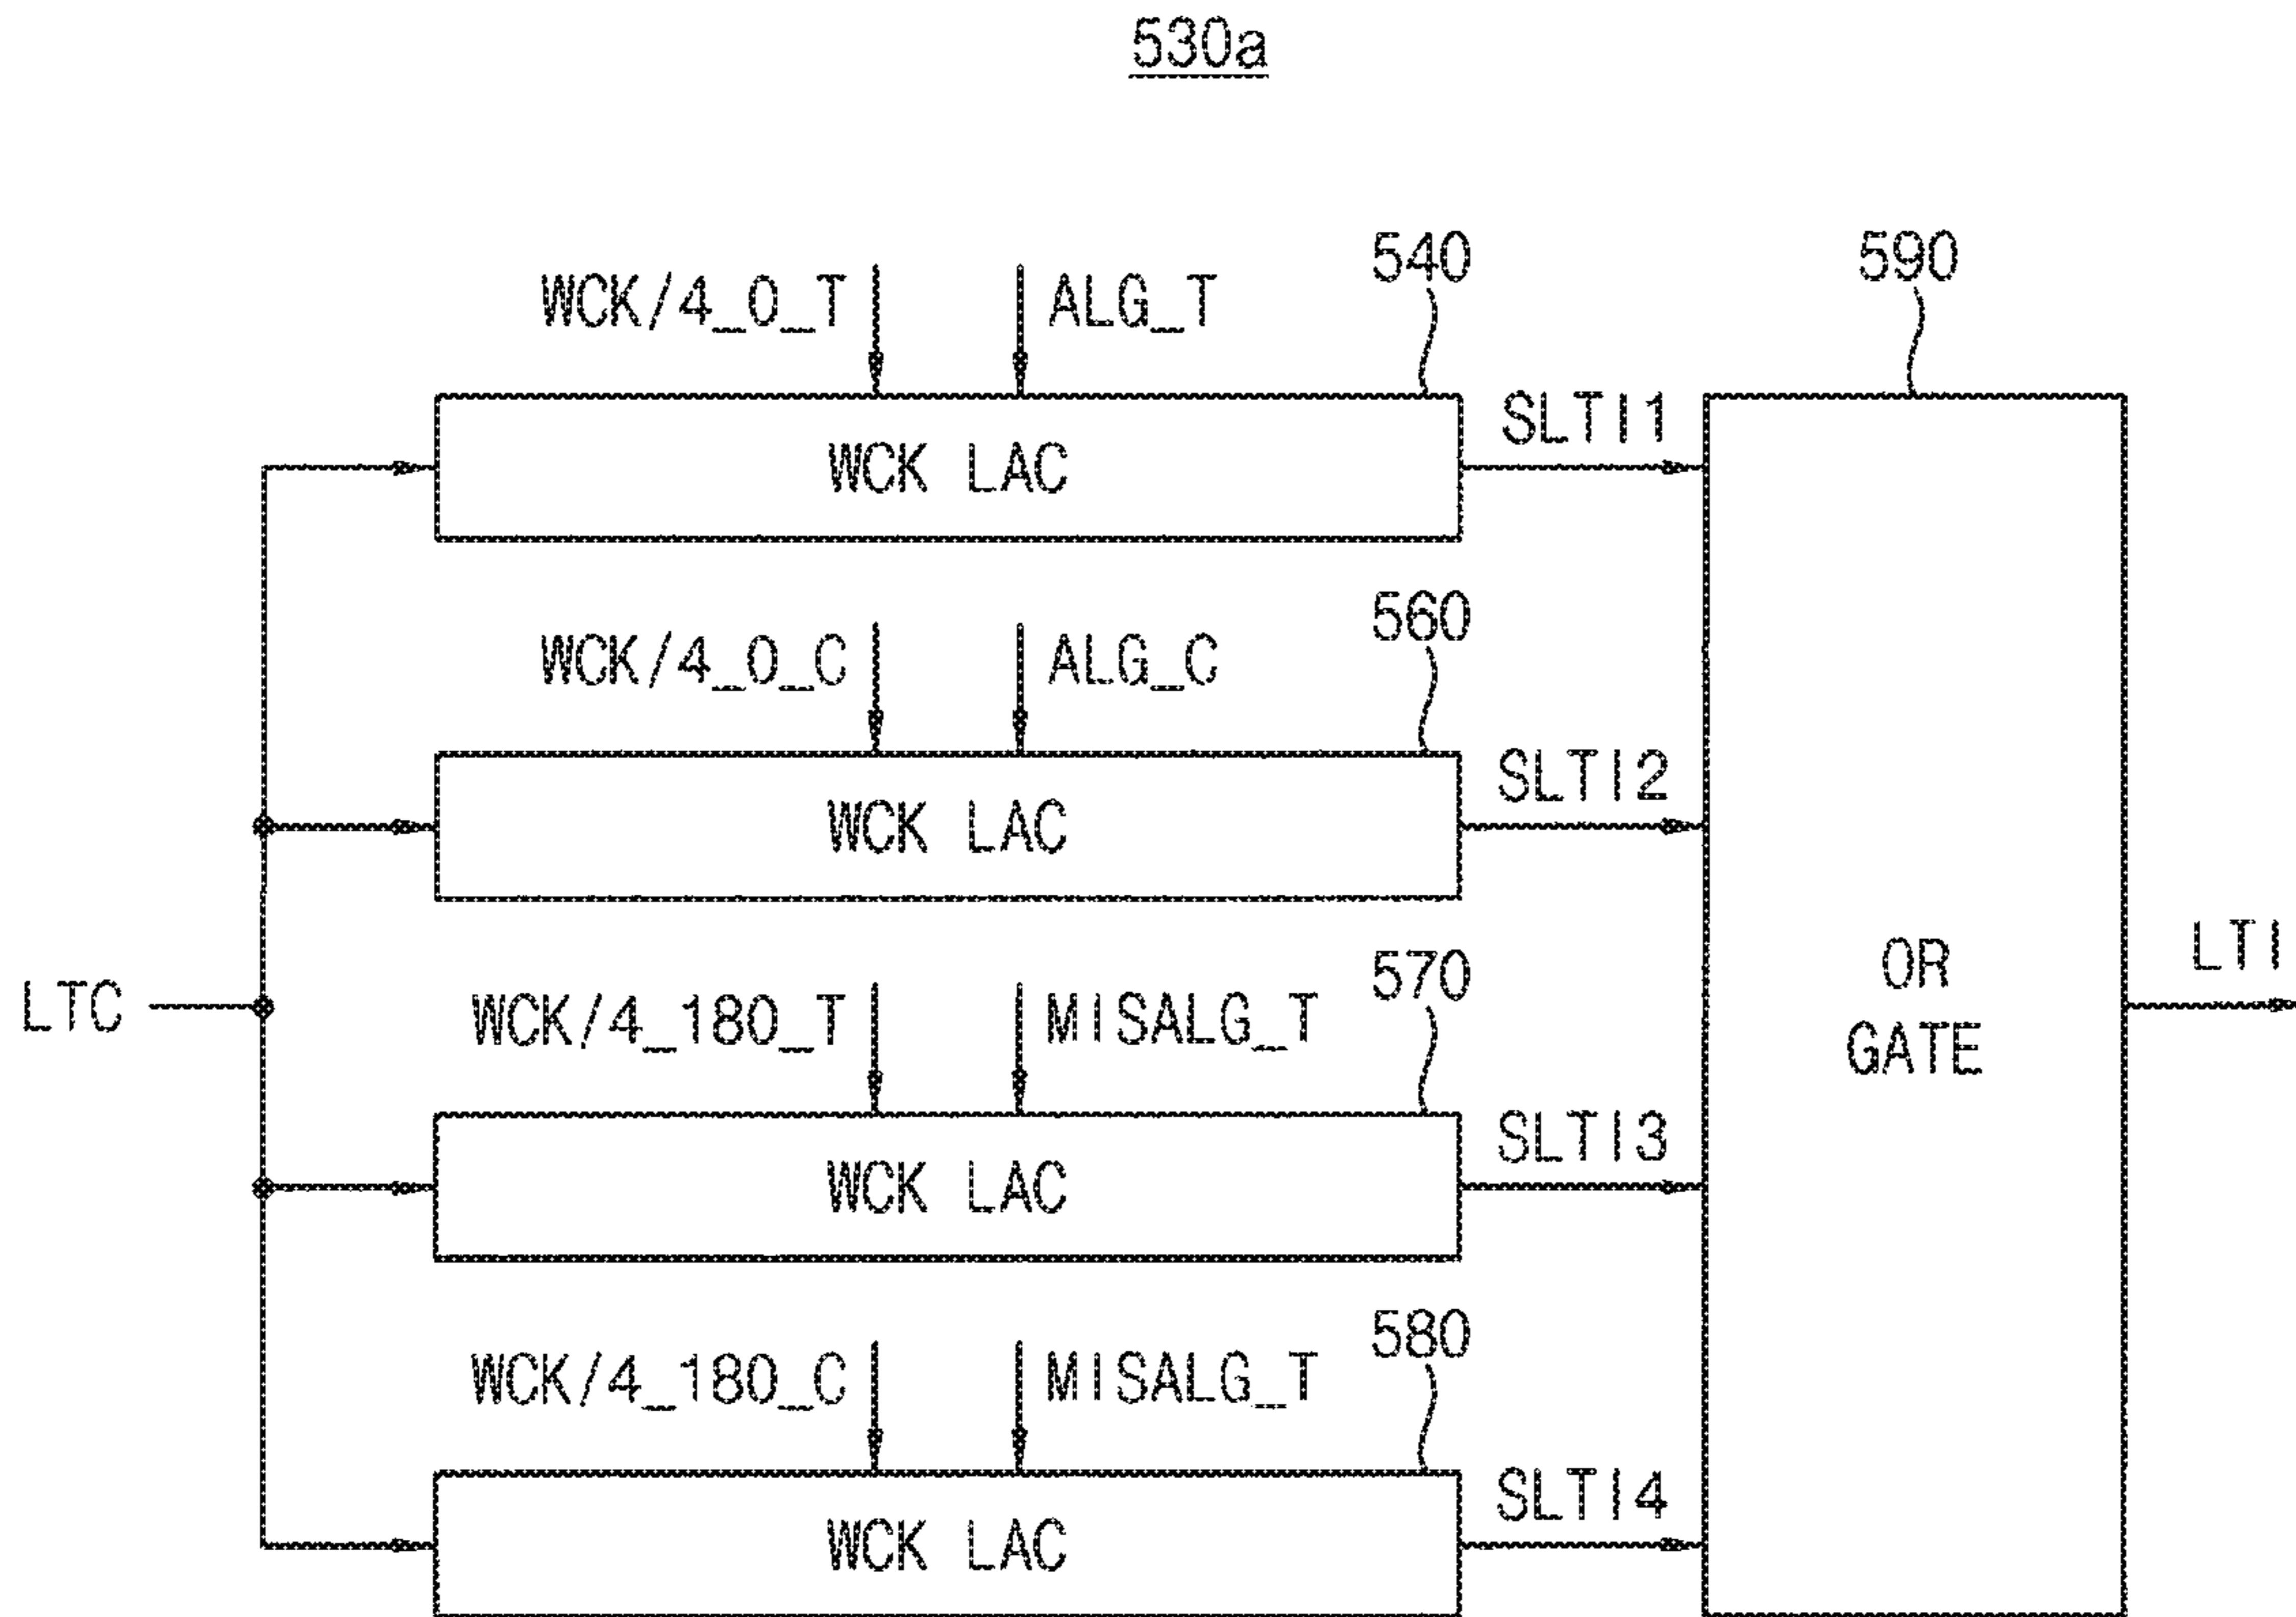 530a
WCK/4_0_T
ALG_T
540
590
WCK LAC
SLTI1
WCK/4_0_C
ALG_C
560
WCK LAC
SLTI2
LTC
WCK/4_180_T
MISALG_T
570
WCK LAC
SLTI3
OR
GATE
LTI
WCK/4_180_C
MISALG_T
580
WCK LAC
SLTI4